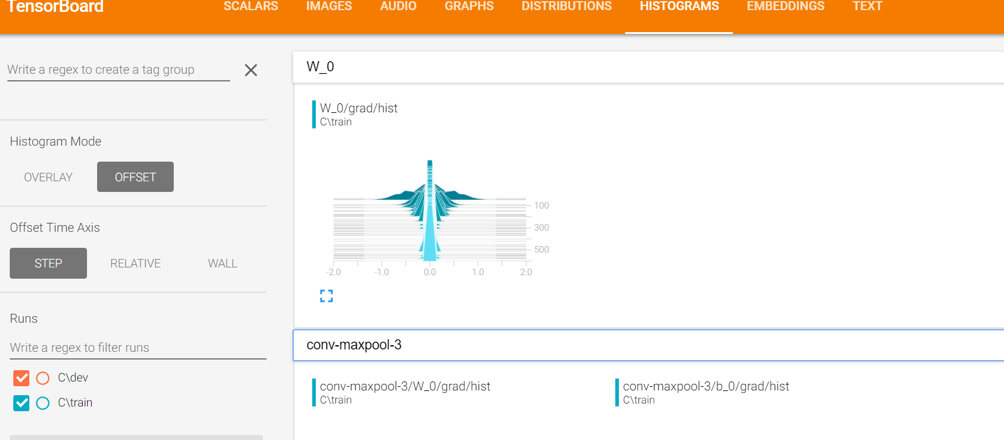 TensorBoard SCALARS IMAGES AUDIO GRAPHS DISTRIBUTIONS HISTOGRAMS EMBEDDINGS TEXT
Write a regex to create a tag group
Histogram Mode
OVERLAY OFFSET
Offset Time Axis
STEP RELATIVE WALL
Runs
Write a regex to filter runs
C\dev
C\train
W_0
W_0/grad/hist
C\train
100
300
500
-2.0 -1.0 0.0 1.0 2.0
conv-maxpool-3
conv-maxpool-3/W_0/grad/hist conv-maxpool-3/b_0/grad/hist
C\train C\train